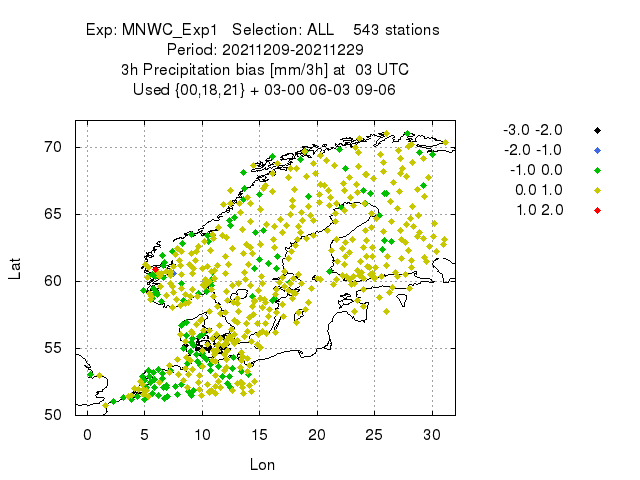 Exp: MNWC_Exp1 Selection: ALL 543 stations
Period: 20211209-20211229
3h Precipitation bias [mm/3h] at 03 UTC
Used {00,18,21} + 03-00 06-03 09-06
-3.0 -2.0
-2.0 -1.0
-1.0 0.0
0.0 1.0
1.0 2.0
70
65
60
55
50
Lat
0 5 10 15 20 25 30
Lon